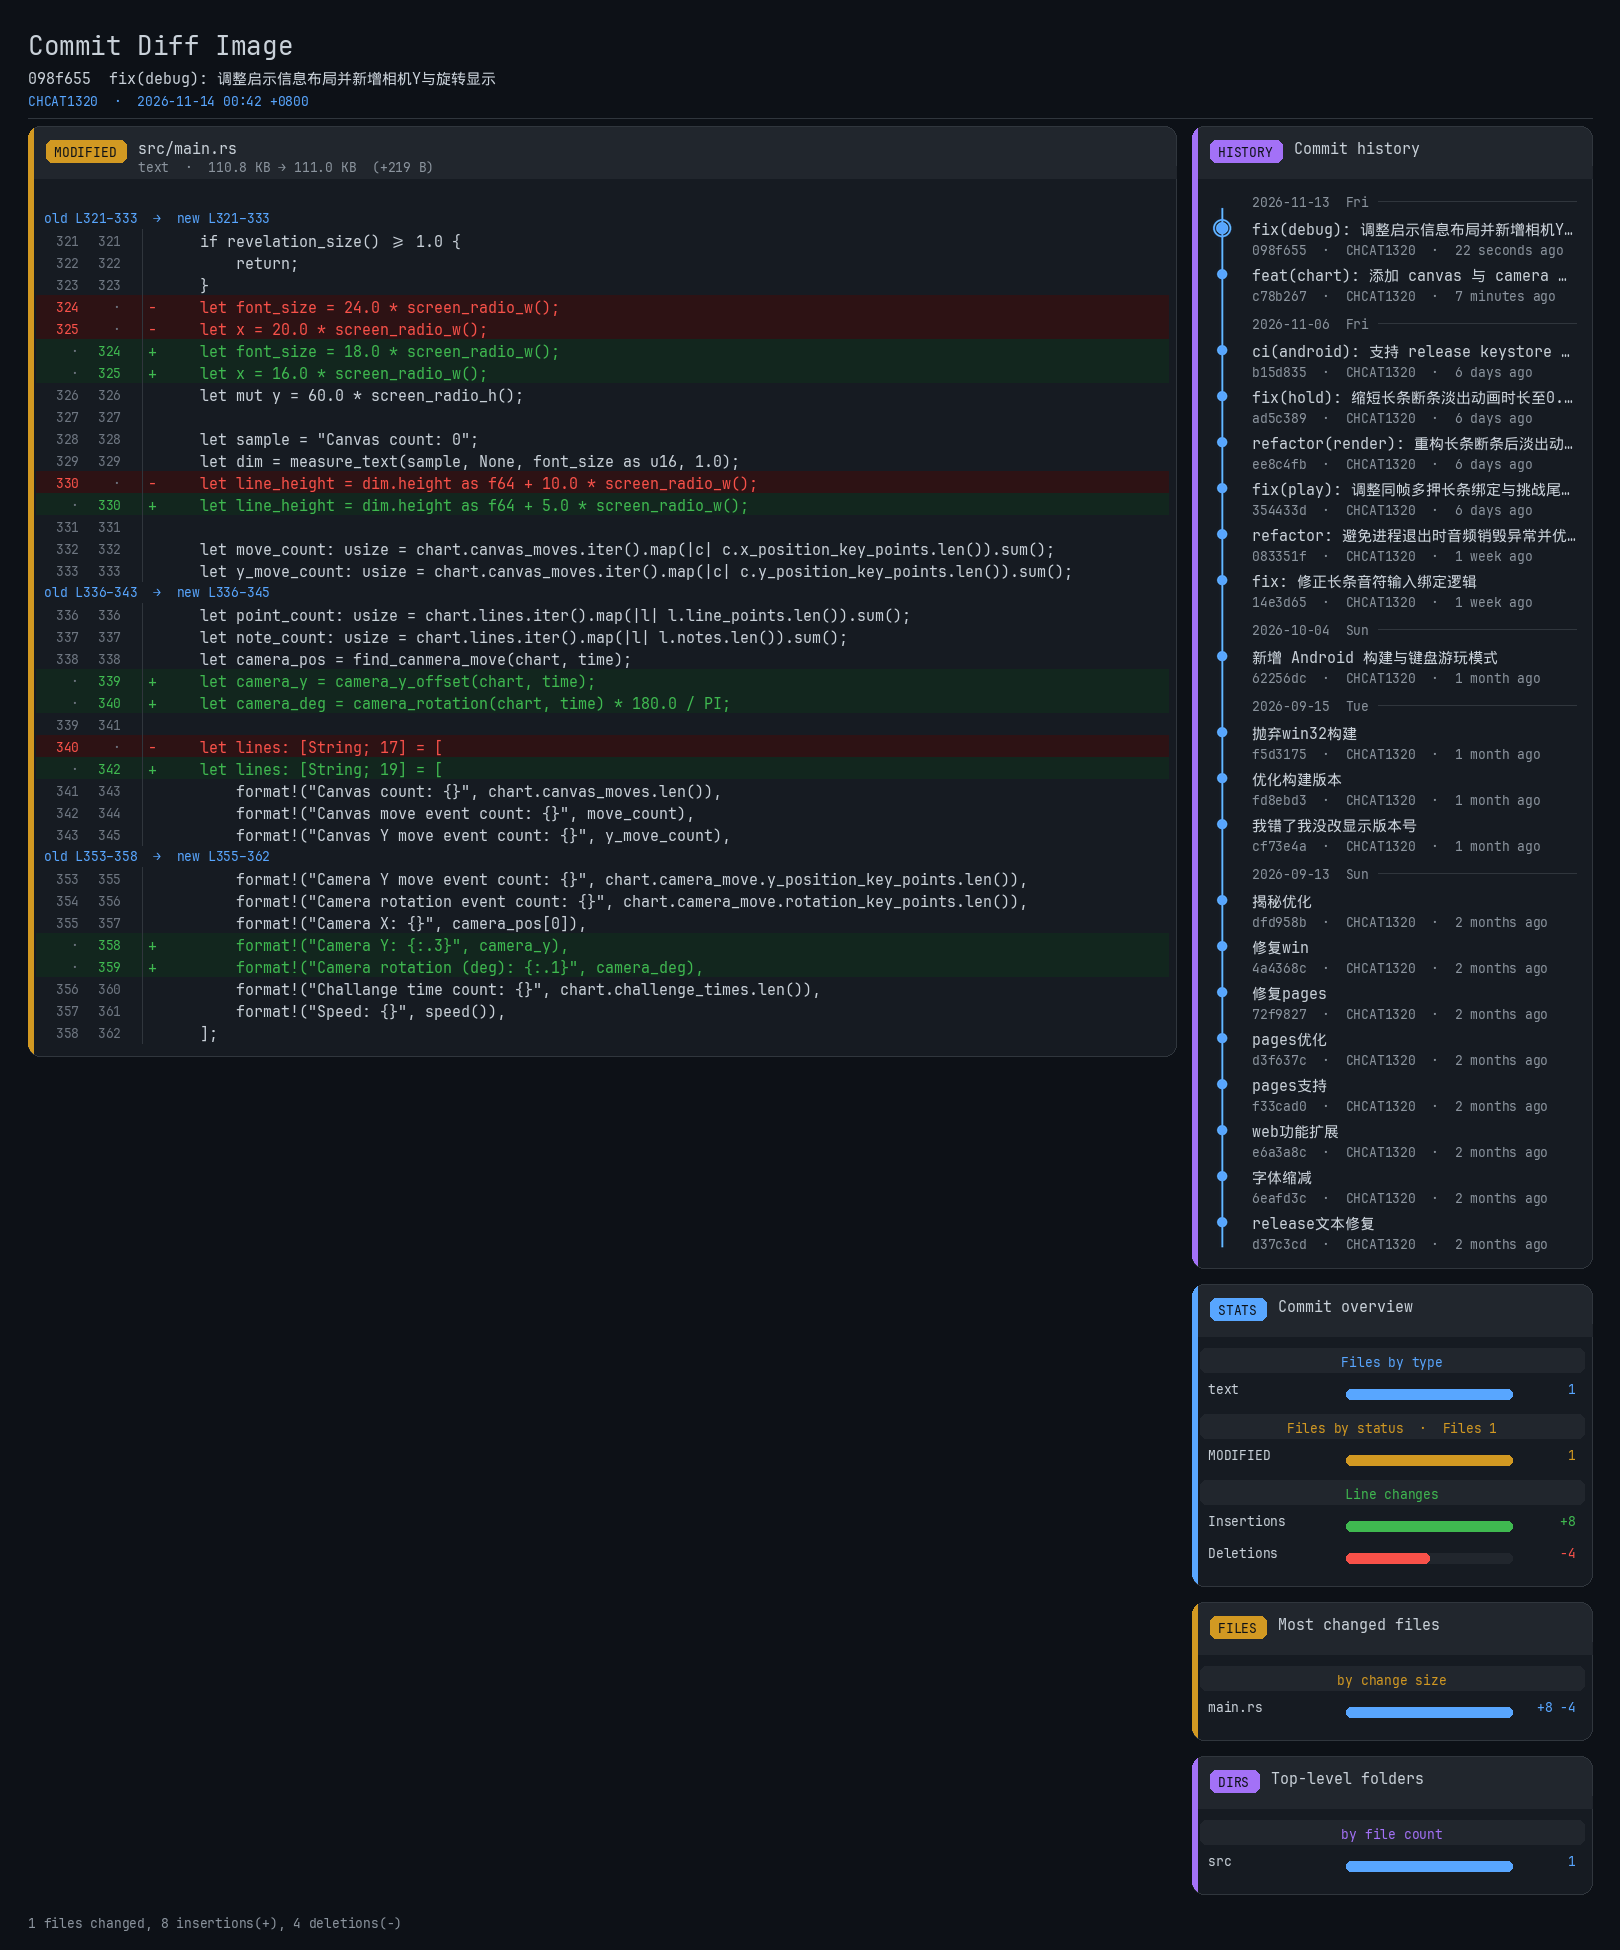 Commit Diff Image
098f655  fix(debug): 调整启示信息布局并新增相机Y与旋转显示
CHCAT1320  ·  2026-11-14 00:42 +0800
MODIFIED  src/main.rs
text  ·  110.8 KB → 111.0 KB  (+219 B)
old L321-333  →  new L321-333
321 321         if revelation_size() >= 1.0 {
322 322             return;
323 323         }
324  ·  -     let font_size = 24.0 * screen_radio_w();
325  ·  -     let x = 20.0 * screen_radio_w();
·  324  +     let font_size = 18.0 * screen_radio_w();
·  325  +     let x = 16.0 * screen_radio_w();
326 326         let mut y = 60.0 * screen_radio_h();
327 327
328 328         let sample = "Canvas count: 0";
329 329         let dim = measure_text(sample, None, font_size as u16, 1.0);
330  ·  -     let line_height = dim.height as f64 + 10.0 * screen_radio_w();
·  330  +     let line_height = dim.height as f64 + 5.0 * screen_radio_w();
331 331
332 332         let move_count: usize = chart.canvas_moves.iter().map(|c| c.x_position_key_points.len()).sum();
333 333         let y_move_count: usize = chart.canvas_moves.iter().map(|c| c.y_position_key_points.len()).sum();
old L336-343  →  new L336-345
336 336         let point_count: usize = chart.lines.iter().map(|l| l.line_points.len()).sum();
337 337         let note_count: usize = chart.lines.iter().map(|l| l.notes.len()).sum();
338 338         let camera_pos = find_canmera_move(chart, time);
·  339  +     let camera_y = camera_y_offset(chart, time);
·  340  +     let camera_deg = camera_rotation(chart, time) * 180.0 / PI;
339 341
340  ·  -     let lines: [String; 17] = [
·  342  +     let lines: [String; 19] = [
341 343             format!("Canvas count: {}", chart.canvas_moves.len()),
342 344             format!("Canvas move event count: {}", move_count),
343 345             format!("Canvas Y move event count: {}", y_move_count),
old L353-358  →  new L355-362
353 355             format!("Camera Y move event count: {}", chart.camera_move.y_position_key_points.len()),
354 356             format!("Camera rotation event count: {}", chart.camera_move.rotation_key_points.len()),
355 357             format!("Camera X: {}", camera_pos[0]),
·  358  +         format!("Camera Y: {:.3}", camera_y),
·  359  +         format!("Camera rotation (deg): {:.1}", camera_deg),
356 360             format!("Challange time count: {}", chart.challenge_times.len()),
357 361             format!("Speed: {}", speed()),
358 362         ];
HISTORY  Commit history
2026-11-13  Fri
fix(debug): 调整启示信息布局并新增相机Y…
098f655  ·  CHCAT1320  ·  22 seconds ago
feat(chart): 添加 canvas 与 camera …
c78b267  ·  CHCAT1320  ·  7 minutes ago
2026-11-06  Fri
ci(android): 支持 release keystore …
b15d835  ·  CHCAT1320  ·  6 days ago
fix(hold): 缩短长条断条淡出动画时长至0.…
ad5c389  ·  CHCAT1320  ·  6 days ago
refactor(render): 重构长条断条后淡出动…
ee8c4fb  ·  CHCAT1320  ·  6 days ago
fix(play): 调整同帧多押长条绑定与挑战尾…
354433d  ·  CHCAT1320  ·  6 days ago
refactor: 避免进程退出时音频销毁异常并优…
083351f  ·  CHCAT1320  ·  1 week ago
fix: 修正长条音符输入绑定逻辑
14e3d65  ·  CHCAT1320  ·  1 week ago
2026-10-04  Sun
新增 Android 构建与键盘游玩模式
62256dc  ·  CHCAT1320  ·  1 month ago
2026-09-15  Tue
抛弃win32构建
f5d3175  ·  CHCAT1320  ·  1 month ago
优化构建版本
fd8ebd3  ·  CHCAT1320  ·  1 month ago
我错了我没改显示版本号
cf73e4a  ·  CHCAT1320  ·  1 month ago
2026-09-13  Sun
揭秘优化
dfd958b  ·  CHCAT1320  ·  2 months ago
修复win
4a4368c  ·  CHCAT1320  ·  2 months ago
修复pages
72f9827  ·  CHCAT1320  ·  2 months ago
pages优化
d3f637c  ·  CHCAT1320  ·  2 months ago
pages支持
f33cad0  ·  CHCAT1320  ·  2 months ago
web功能扩展
e6a3a8c  ·  CHCAT1320  ·  2 months ago
字体缩减
6eafd3c  ·  CHCAT1320  ·  2 months ago
release文本修复
d37c3cd  ·  CHCAT1320  ·  2 months ago
STATS  Commit overview
Files by type
text  1
Files by status  ·  Files 1
MODIFIED  1
Line changes
Insertions  +8
Deletions  -4
FILES  Most changed files
by change size
main.rs  +8 -4
DIRS  Top-level folders
by file count
src  1
1 files changed, 8 insertions(+), 4 deletions(-)